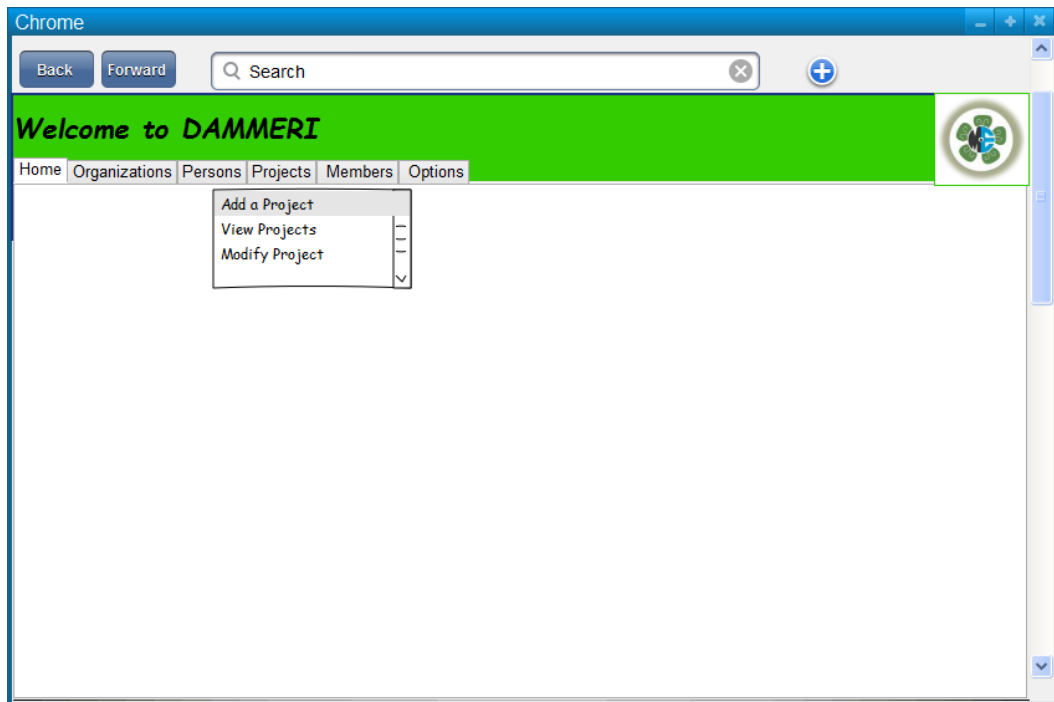 Chrome
Back Forward Search
Welcome to DAMMERI
Home Organizations Persons Projects Members Options
Add a Project
View Projects
Modify Project